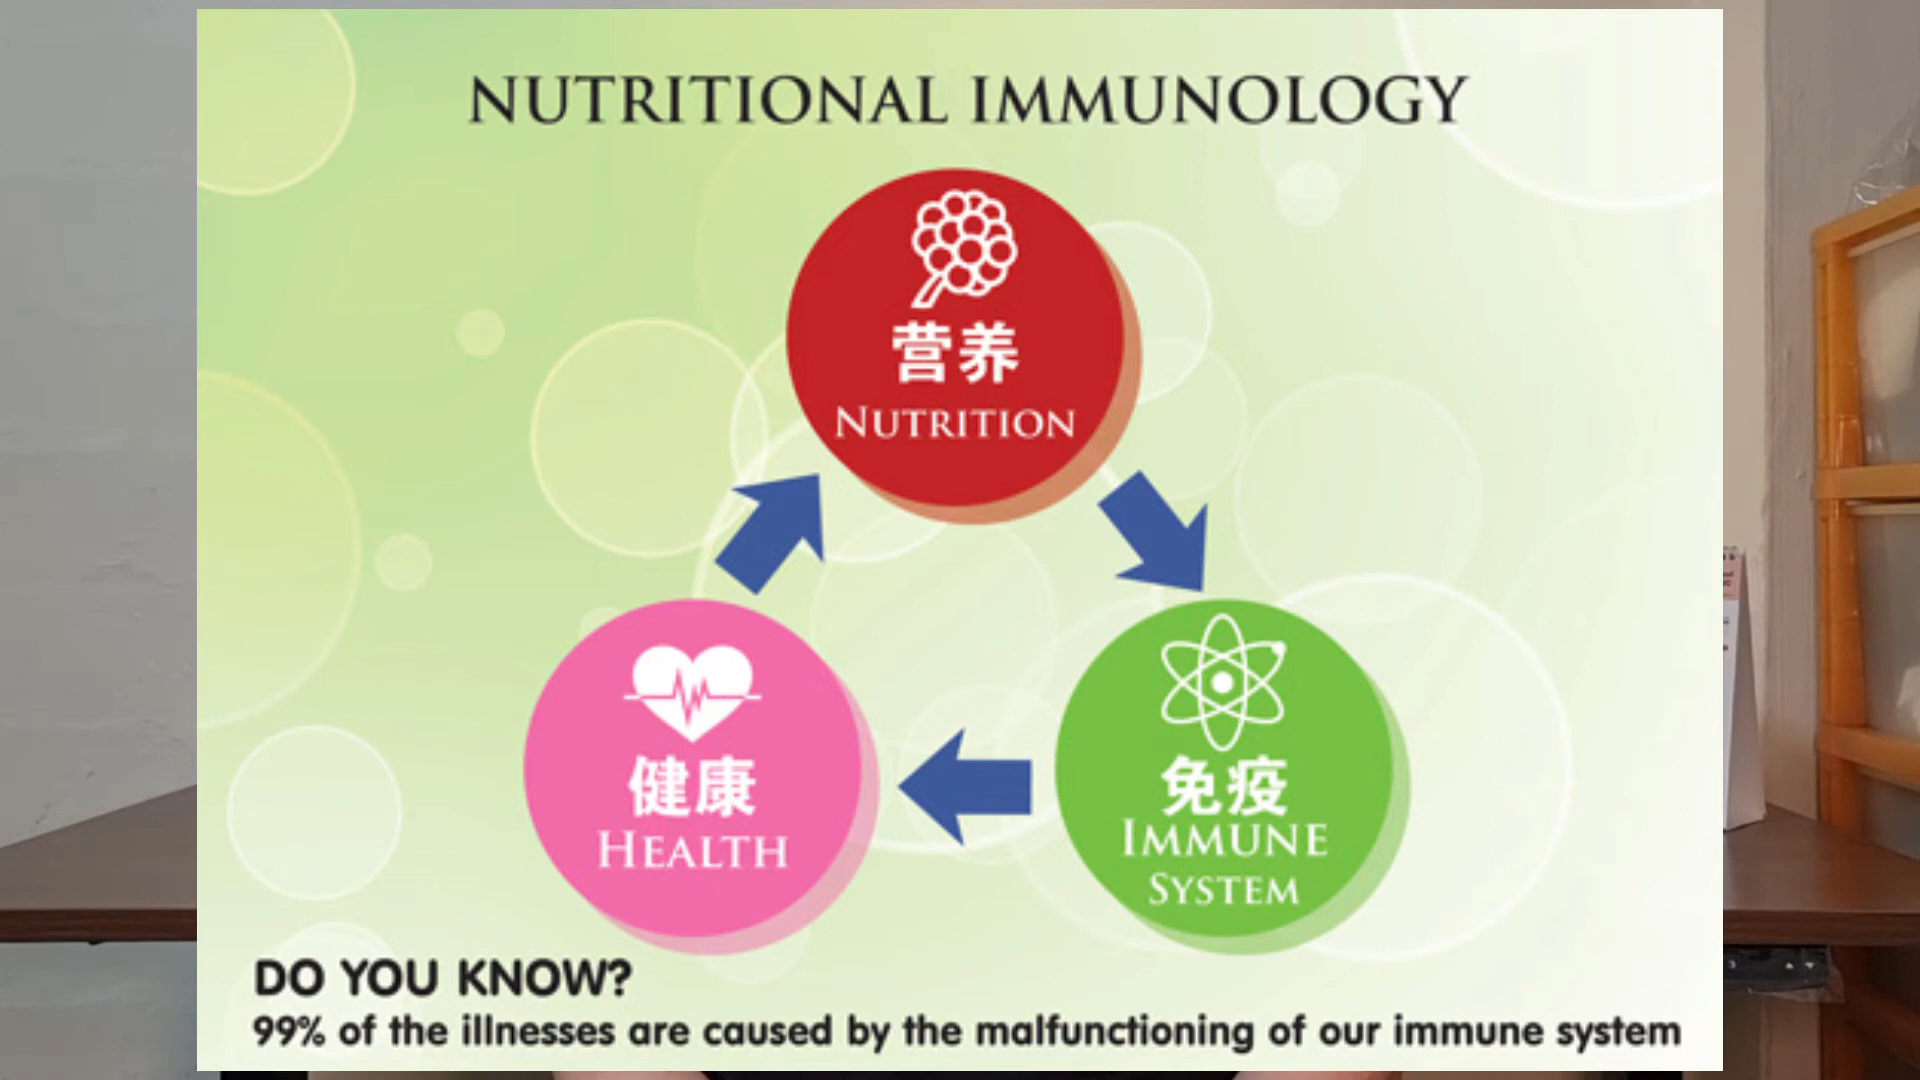 NUTRITIONAL IMMUNOLOGY
营养
NUTRITION
健康
HEALTH
免疫
IMMUNE
SYSTEM
DO YOU KNOW?
99% of the illnesses are caused by the malfunctioning of our immune system